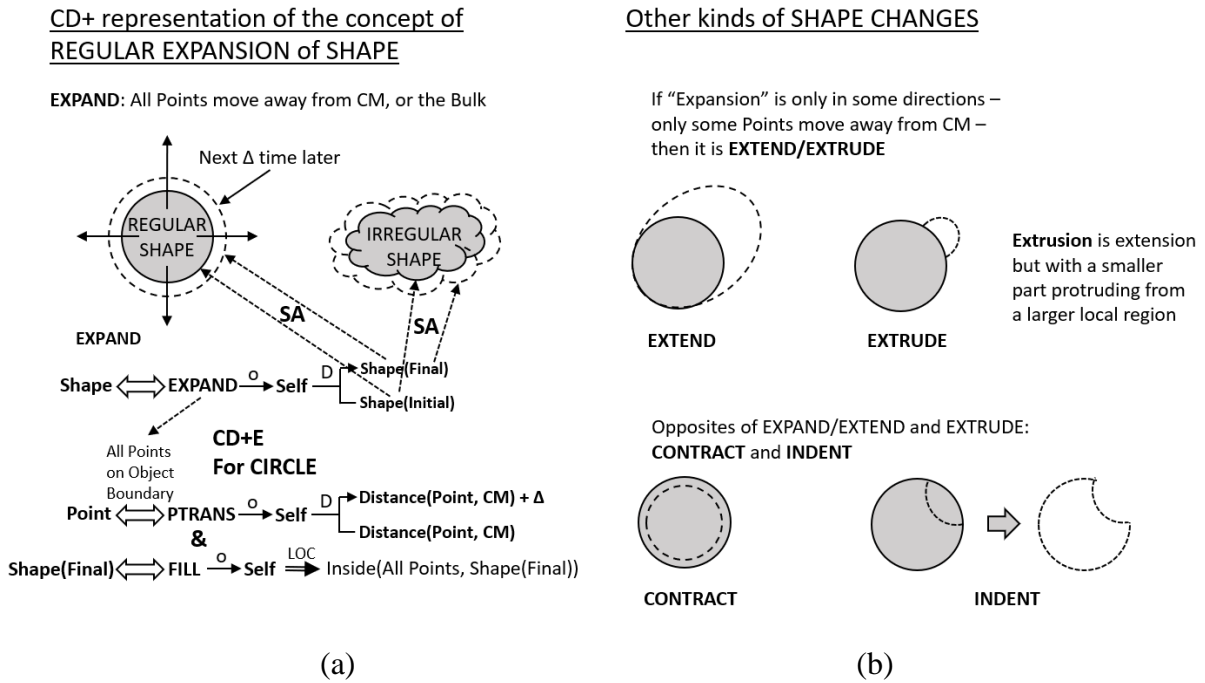 CD+ representation of the concept of
REGULAR EXPANSION of SHAPE
EXPAND: All Points move away from CM, or the Bulk
Next Δ time later
REGULAR
SHAPE
IRREGULAR
SHAPE
SA
SA
EXPAND
Shape EXPAND o Self D Shape(Final)
Shape(Initial)
All Points
on Object
Boundary
CD+E
For CIRCLE
Point PTRANS o Self D Distance(Point, CM) + Δ
Distance(Point, CM)
&
Shape(Final) FILL o Self LOC Inside(All Points, Shape(Final))
(a)
Other kinds of SHAPE CHANGES
If “Expansion” is only in some directions –
only some Points move away from CM –
then it is EXTEND/EXTRUDE
Extrusion is extension
but with a smaller
part protruding from
a larger local region
EXTEND
EXTRUDE
Opposites of EXPAND/EXTEND and EXTRUDE:
CONTRACT and INDENT
CONTRACT
INDENT
(b)